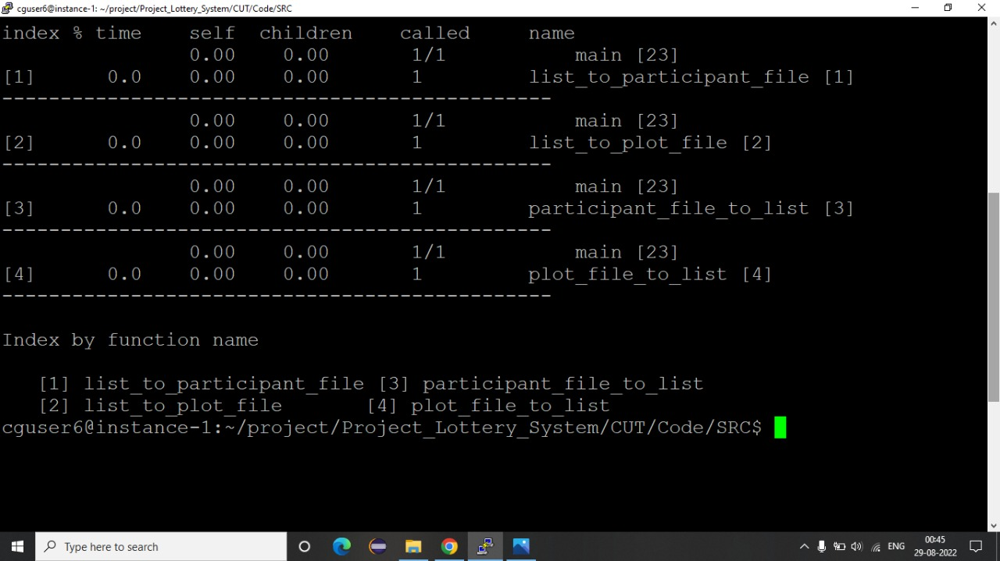 cguser6@instance-1: ~/project/Project_Lottery_System/CUT/Code/SRC
index % time    self  children    called     name
                0.00    0.00       1/1           main [23]
[1]      0.0    0.00    0.00       1         list_to_participant_file [1]
-----------------------------------------------
                0.00    0.00       1/1           main [23]
[2]      0.0    0.00    0.00       1         list_to_plot_file [2]
-----------------------------------------------
                0.00    0.00       1/1           main [23]
[3]      0.0    0.00    0.00       1         participant_file_to_list [3]
-----------------------------------------------
                0.00    0.00       1/1           main [23]
[4]      0.0    0.00    0.00       1         plot_file_to_list [4]
-----------------------------------------------
Index by function name
   [1] list_to_participant_file [3] participant_file_to_list
   [2] list_to_plot_file       [4] plot_file_to_list
cguser6@instance-1:~/project/Project_Lottery_System/CUT/Code/SRC$
Type here to search
ENG
00:45
29-08-2022